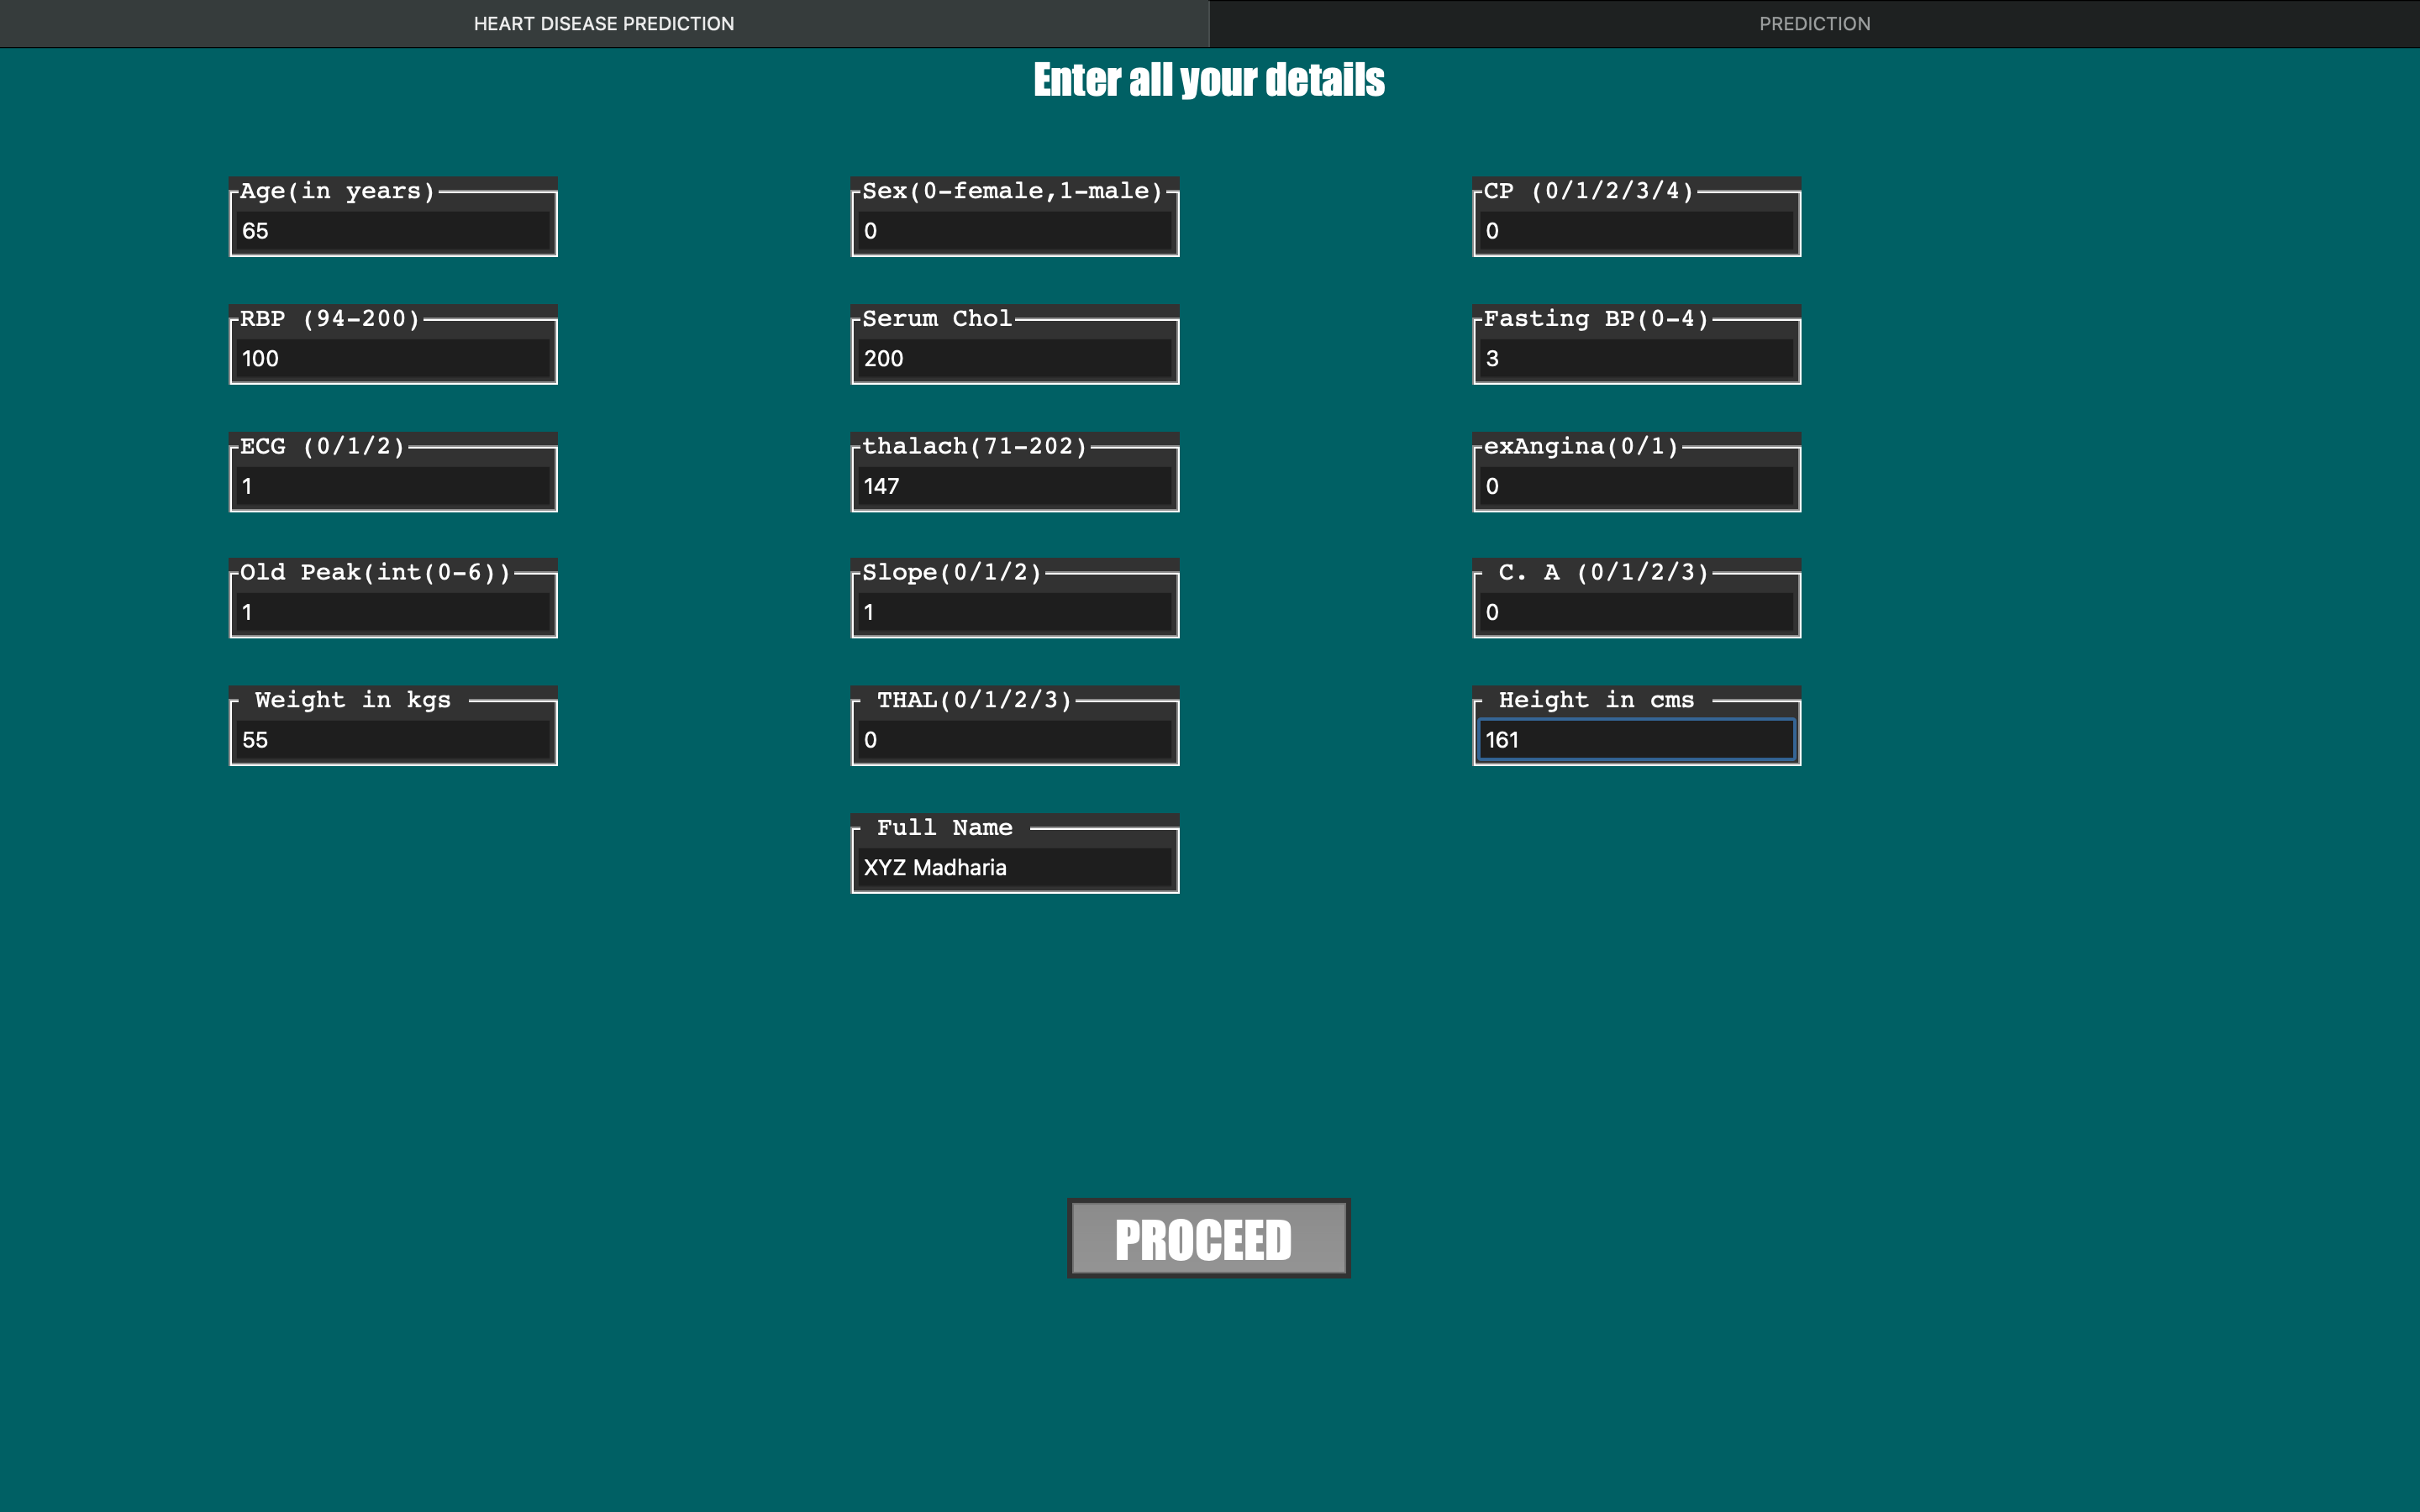 HEART DISEASE PREDICTION
PREDICTION
Enter all your details
Age(in years)
65
Sex(0-female,1-male)
0
CP (0/1/2/3/4)
0
RBP (94-200)
100
Serum Chol
200
Fasting BP(0-4)
3
ECG (0/1/2)
1
thalach(71-202)
147
exAngina(0/1)
0
Old Peak(int(0-6))
1
Slope(0/1/2)
1
C. A (0/1/2/3)
0
Weight in kgs
55
THAL(0/1/2/3)
0
Height in cms
161
Full Name
XYZ Madharia
PROCEED